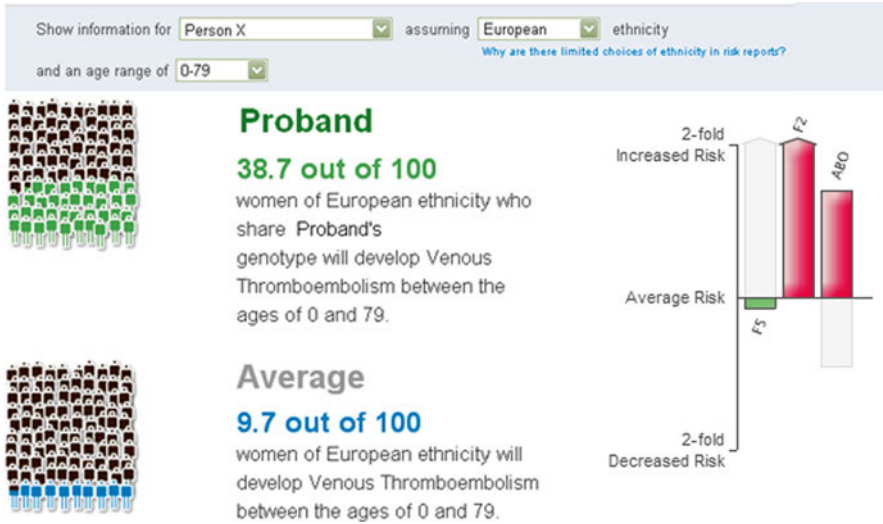 Show information for Person X assuming European ethnicity
Why are there limited choices of ethnicity in risk reports?
and an age range of 0-79
Proband
38.7 out of 100
women of European ethnicity who
share Proband's
genotype will develop Venous
Thromboembolism between the
ages of 0 and 79.
Average
9.7 out of 100
women of European ethnicity will
develop Venous Thromboembolism
between the ages of 0 and 79.
2-fold
Increased Risk
Average Risk
2-fold
Decreased Risk
F5
F2
ABO